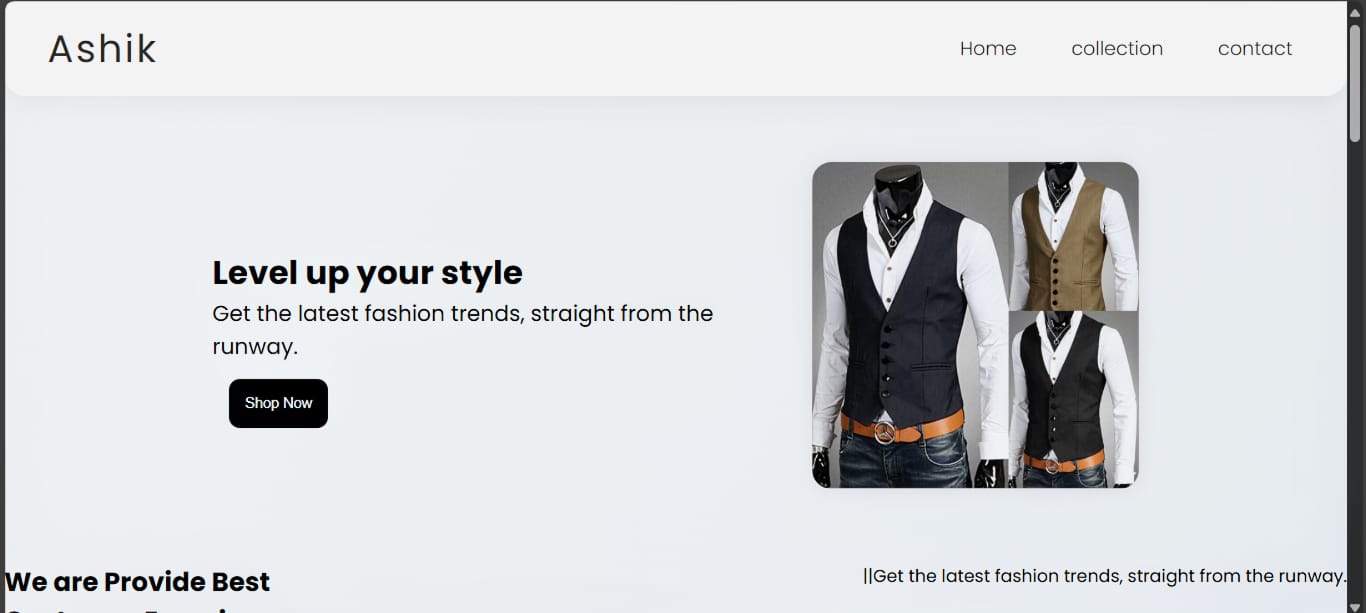 Ashik
Home
collection
contact
Level up your style
Get the latest fashion trends, straight from the
runway.
Shop Now
We are Provide Best
||Get the latest fashion trends, straight from the runway.